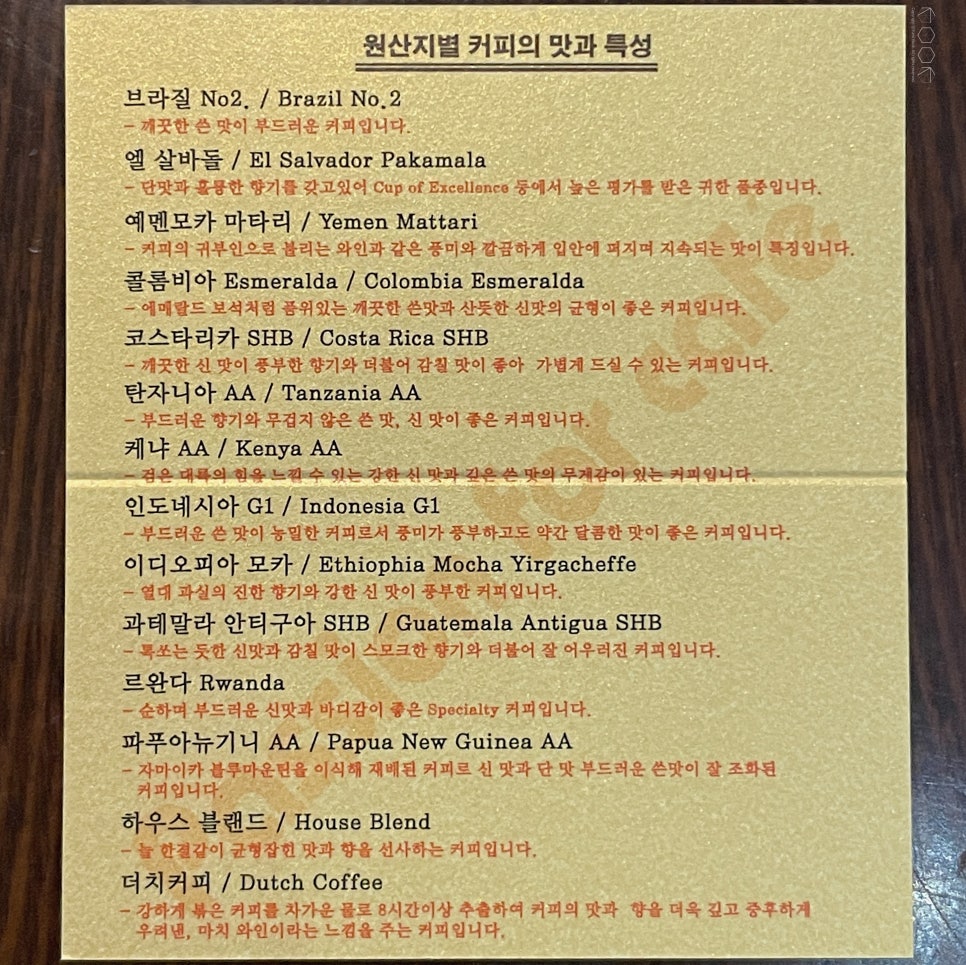 원산지별 커피의 맛과 특성
브라질 No2. / Brazil No.2
- 깨끗한 쓴 맛이 부드러운 커피입니다.
엘 살바돌 / El Salvador Pakamala
- 단맛과 훌륭한 향기를 갖고있어 Cup of Excellence 등에서 높은 평가를 받은 귀한 품종입니다.
예멘모카 마타리 / Yemen Mattari
- 커피의 귀부인으로 불리는 와인과 같은 풍미와 깔끔하게 입안에 퍼지며 지속되는 맛이 특징입니다.
콜롬비아 Esmeralda / Colombia Esmeralda
- 에메랄드 보석처럼 품위있는 깨끗한 쓴맛과 산뜻한 신맛의 균형이 좋은 커피입니다.
코스타리카 SHB / Costa Rica SHB
- 깨끗한 신 맛이 풍부한 향기와 더불어 감칠 맛이 좋아 가볍게 드실 수 있는 커피입니다.
탄자니아 AA / Tanzania AA
- 부드러운 향기와 무겁지 않은 쓴 맛, 신 맛이 좋은 커피입니다.
케냐 AA / Kenya AA
- 검은 대륙의 힘을 느낄 수 있는 강한 신 맛과 깊은 쓴 맛의 무게감이 있는 커피입니다.
인도네시아 G1 / Indonesia G1
- 부드러운 쓴 맛이 농밀한 커피로서 풍미가 풍부하고도 약간 달콤한 맛이 좋은 커피입니다.
이디오피아 모카 / Ethiophia Mocha Yirgacheffe
- 열대 과실의 진한 향기와 강한 신 맛이 풍부한 커피입니다.
과테말라 안티구아 SHB / Guatemala Antigua SHB
- 톡쏘는 듯한 신맛과 감칠 맛이 스모크한 향기와 더불어 잘 어우러진 커피입니다.
르완다 Rwanda
- 순하며 부드러운 신맛과 바디감이 좋은 Specialty 커피입니다.
파푸아뉴기니 AA / Papua New Guinea AA
- 자마이카 블루마운틴을 이식해 재배된 커피로 신 맛과 단 맛 부드러운 쓴맛이 잘 조화된
커피입니다.
하우스 블랜드 / House Blend
- 늘 한결같이 균형잡힌 맛과 향을 선사하는 커피입니다.
더치커피 / Dutch Coffee
- 강하게 볶은 커피를 차가운 물로 8시간이상 추출하여 커피의 맛과 향을 더욱 깊고 중후하게
우려낸, 마치 와인이라는 느낌을 주는 커피입니다.
passion for cafe